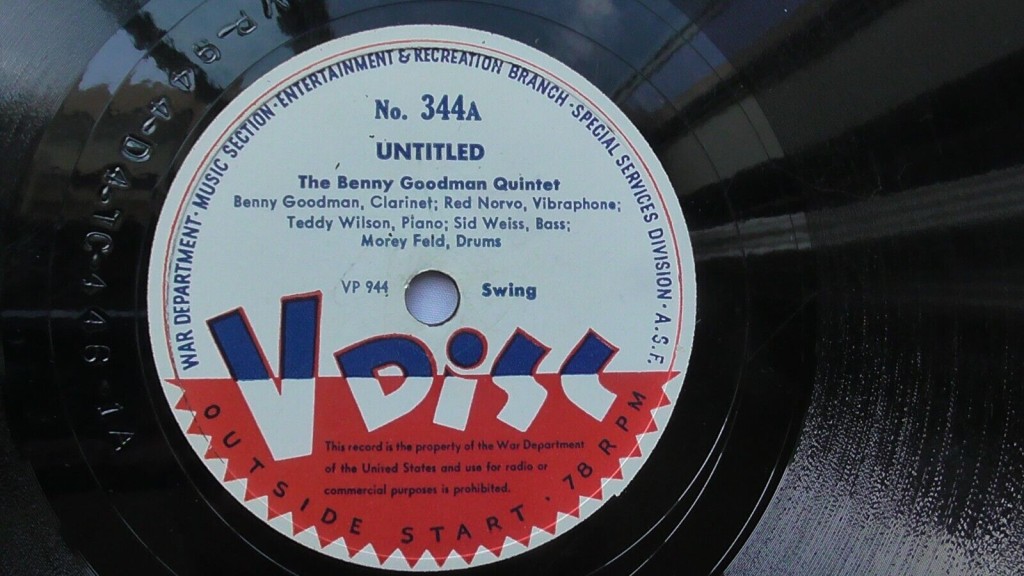 WAR DEPARTMENT · MUSIC SECTION · ENTERTAINMENT & RECREATION BRANCH · SPECIAL SERVICES DIVISION · A.S.F.
No. 344A
UNTITLED
The Benny Goodman Quintet
Benny Goodman, Clarinet; Red Norvo, Vibraphone;
Teddy Wilson, Piano; Sid Weiss, Bass;
Morey Feld, Drums
VP 944 Swing
V DISC
This record is the property of the War Department
of the United States and use for radio or
commercial purposes is prohibited.
OUTSIDE START · 78 RPM